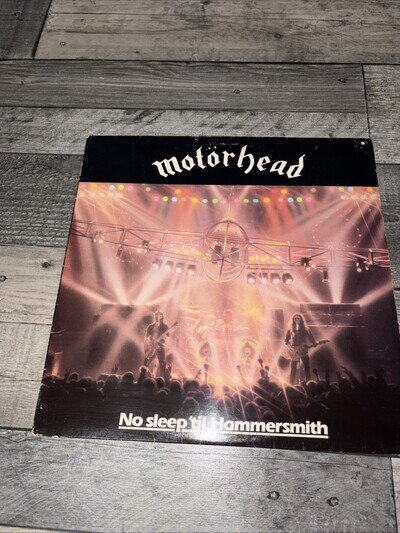 motörhead
No sleep 'til Hammersmith